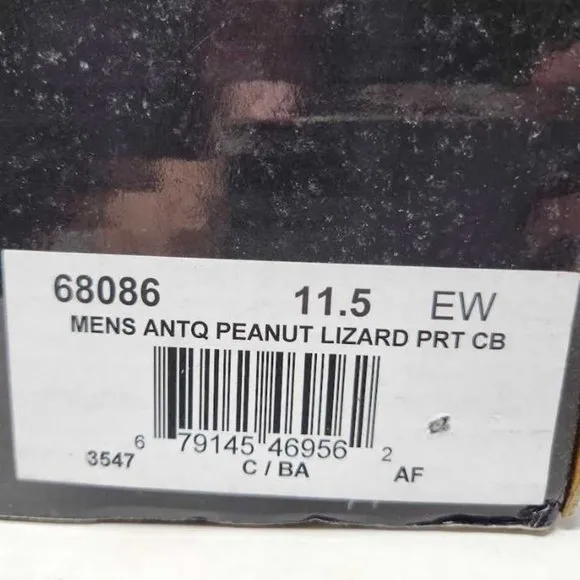 68086 11.5 EW
MENS ANTQ PEANUT LIZARD PRT CB
6 79145 46956 2
3547 C / BA AF